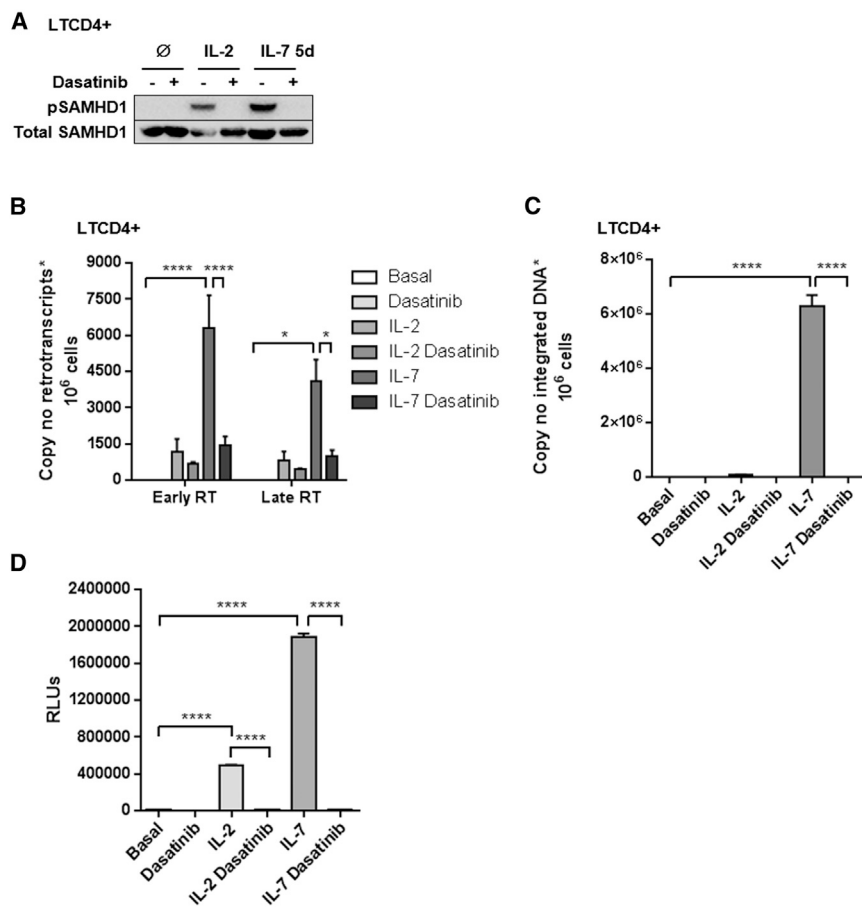 A LTCD4+
Ø IL-2 IL-7 5d
Dasatinib - + - + - +
pSAMHD1
Total SAMHD1
B
LTCD4+
Copy no retrotranscripts*
10⁶ cells
9000
7500
6000
4500
3000
1500
0
**** ****
* *
Early RT Late RT
Basal
Dasatinib
IL-2
IL-2 Dasatinib
IL-7
IL-7 Dasatinib
C
LTCD4+
Copy no integrated DNA*
10⁶ cells
8×10⁶
6×10⁶
4×10⁶
2×10⁶
0
**** ****
Basal
Dasatinib
IL-2
IL-2 Dasatinib
IL-7
IL-7 Dasatinib
D
RLUs
2400000
2000000
1600000
1200000
800000
400000
0
**** ****
**** ****
Basal
Dasatinib
IL-2
IL-2 Dasatinib
IL-7
IL-7 Dasatinib